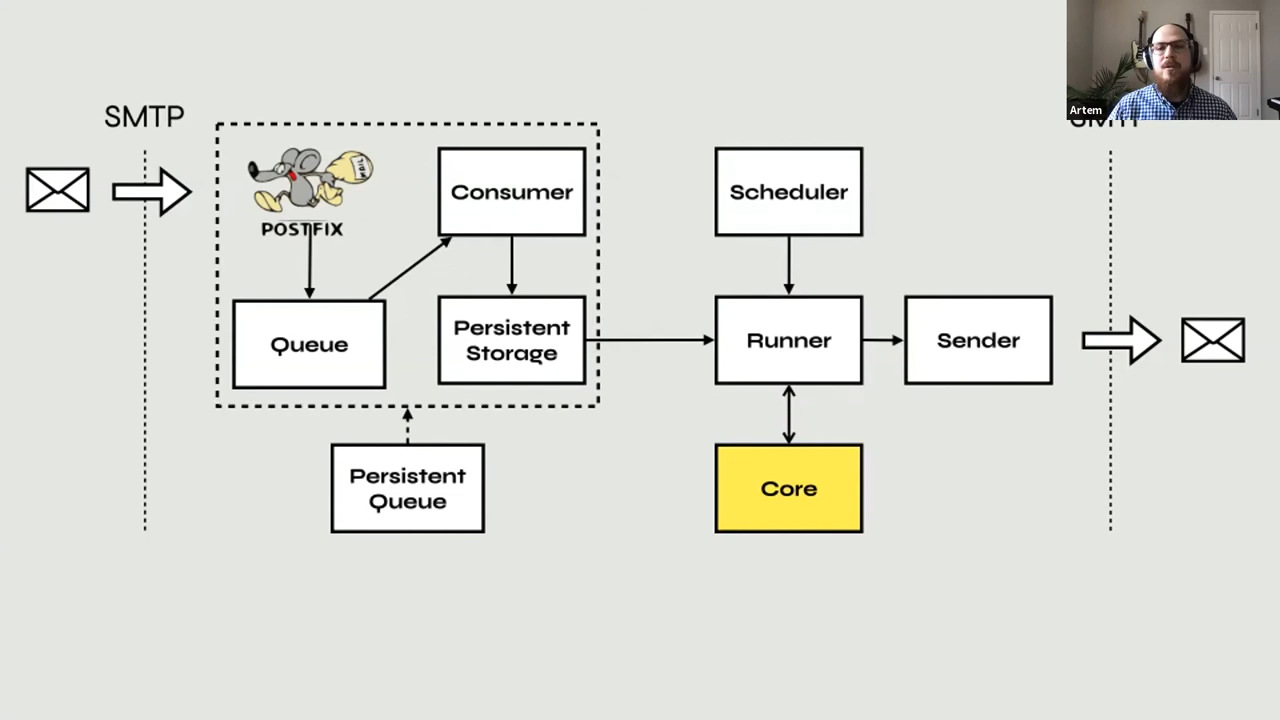 SMTP
Artem
POSTFIX
Consumer
Scheduler
Queue
Persistent
Storage
Runner
Sender
Persistent
Queue
Core